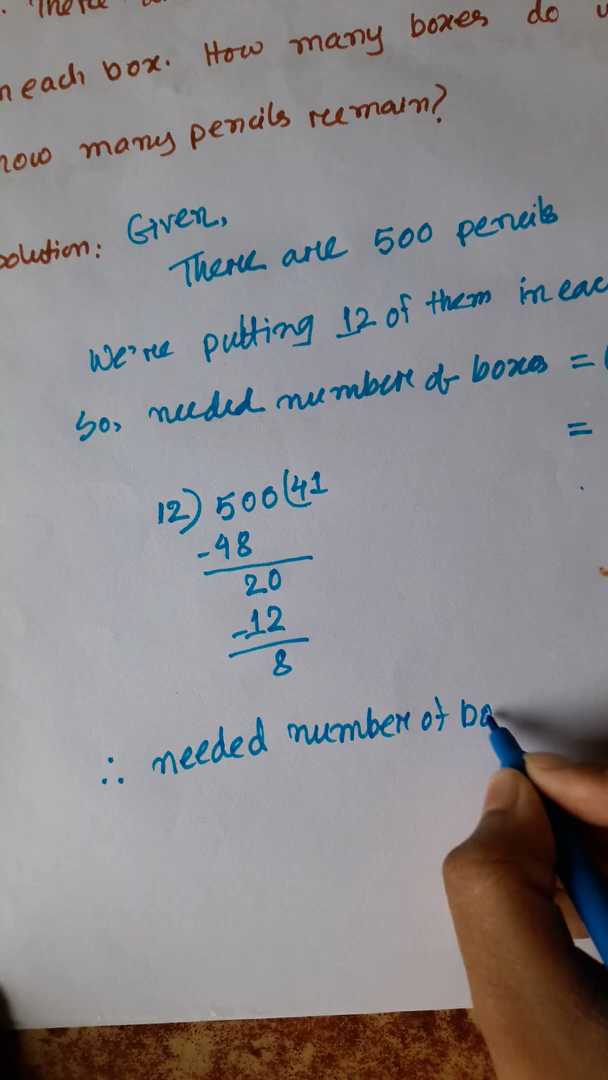 . There
in each box. How many boxes do
how many pencils remain?
Solution: Given,
There are 500 pencils
We're putting 12 of them in eac
So, needed number of boxes = (
=
12) 500 (41
-48
20
-12
8
∴ needed number of bo